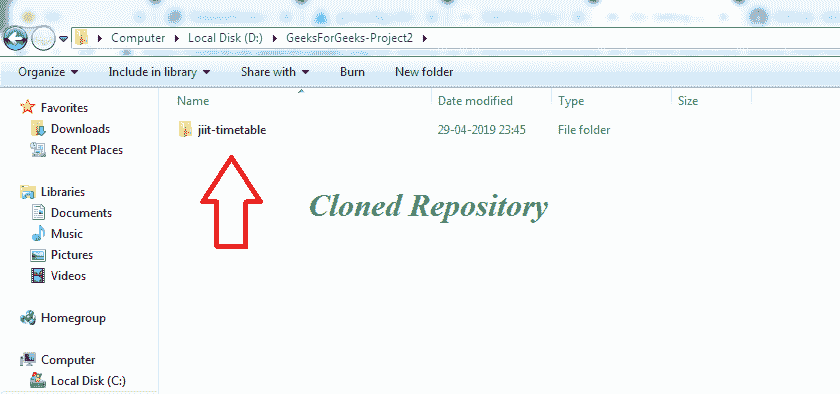 Computer Local Disk (D:) GeeksForGeeks-Project2
Organize Include in library Share with Burn New folder
Name Date modified Type Size
Favorites
Downloads
Recent Places
jiit-timetable 29-04-2019 23:45 File folder
Cloned Repository
Libraries
Documents
Music
Pictures
Videos
Homegroup
Computer
Local Disk (C:)